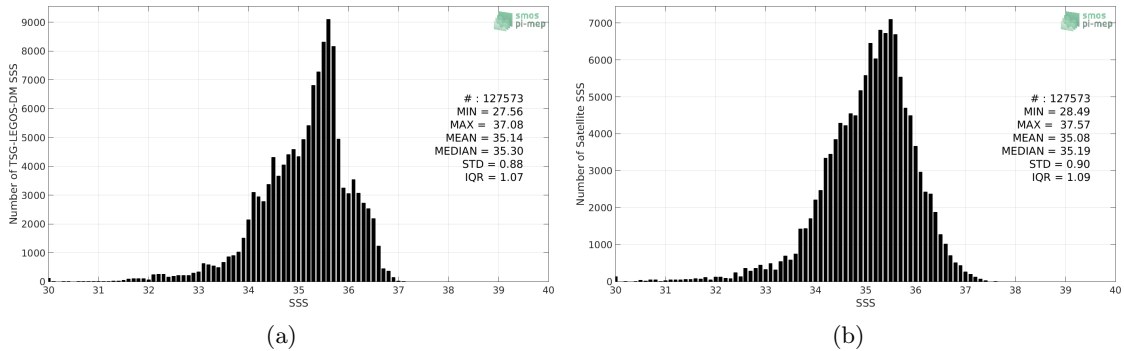 smos
pi-mep
Number of TSG-LEGOS-DM SSS
9000
8000
7000
6000
5000
4000
3000
2000
1000
0
# : 127573
MIN = 27.56
MAX = 37.08
MEAN = 35.14
MEDIAN = 35.30
STD = 0.88
IQR = 1.07
30 31 32 33 34 35 36 37 38 39 40
SSS
(a)
smos
pi-mep
Number of Satellite SSS
7000
6000
5000
4000
3000
2000
1000
0
# : 127573
MIN = 28.49
MAX = 37.57
MEAN = 35.08
MEDIAN = 35.19
STD = 0.90
IQR = 1.09
30 31 32 33 34 35 36 37 38 39 40
SSS
(b)